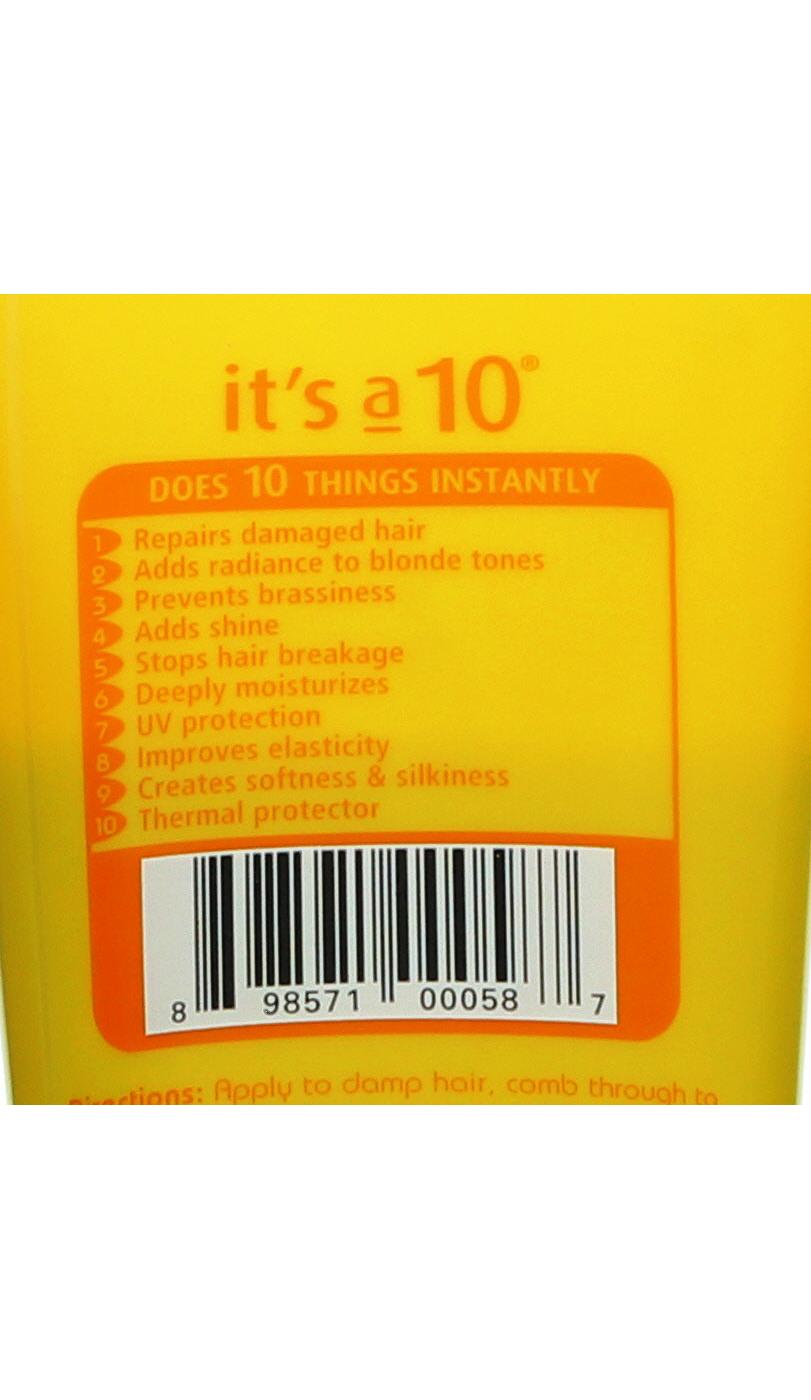 it's a 10®
DOES 10 THINGS INSTANTLY
1 Repairs damaged hair
2 Adds radiance to blonde tones
3 Prevents brassiness
4 Adds shine
5 Stops hair breakage
6 Deeply moisturizes
7 UV protection
8 Improves elasticity
9 Creates softness & silkiness
10 Thermal protector
8 98571 00058 7
Directions: Apply to damp hair, comb through to